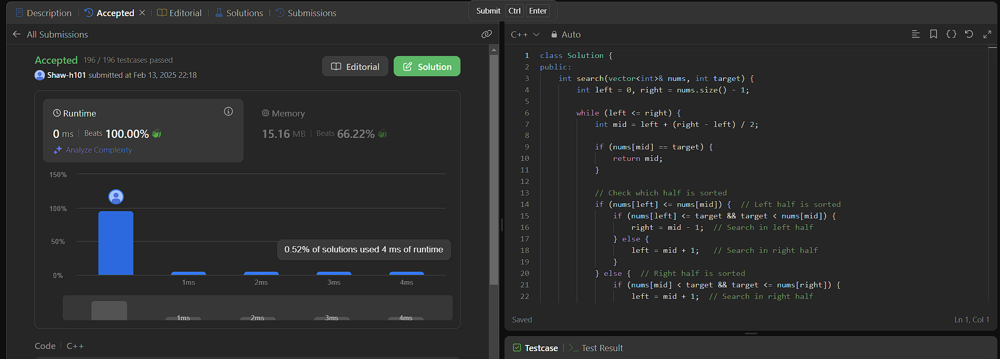 Description Accepted Editorial Solutions Submissions
Submit Ctrl Enter
All Submissions
Accepted 196 / 196 testcases passed
Shaw-h101 submitted at Feb 13, 2025 22:18
Editorial Solution
Runtime
0 ms Beats 100.00%
Analyze Complexity
Memory
15.16 MB Beats 66.22%
150%
100%
50%
0%
0.52% of solutions used 4 ms of runtime
1ms 2ms 3ms 4ms
1ms 2ms 3ms 4ms
Code C++
C++ Auto
1 class Solution {
2 public:
3 int search(vector<int>& nums, int target) {
4 int left = 0, right = nums.size() - 1;
5
6 while (left <= right) {
7 int mid = left + (right - left) / 2;
8
9 if (nums[mid] == target) {
10 return mid;
11 }
12
13 // Check which half is sorted
14 if (nums[left] <= nums[mid]) { // Left half is sorted
15 if (nums[left] <= target && target < nums[mid]) {
16 right = mid - 1; // Search in left half
17 } else {
18 left = mid + 1; // Search in right half
19 }
20 } else { // Right half is sorted
21 if (nums[mid] < target && target <= nums[right]) {
22 left = mid + 1; // Search in right half
Saved Ln 1, Col 1
Testcase >_ Test Result